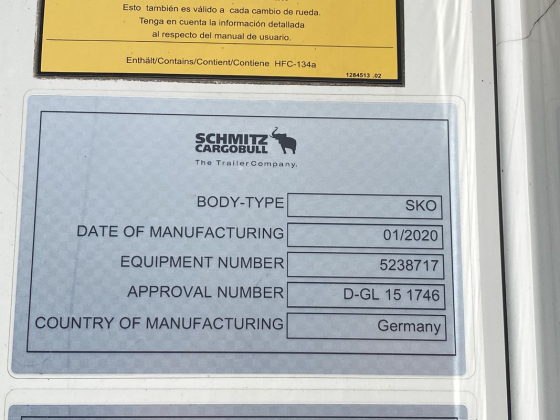 Esto también es válido a cada cambio de rueda.
Tenga en cuenta la información detallada
al respecto del manual de usuario.
Enthält/Contains/Contient/Contiene HFC-134a
1284513 .02
SCHMITZ
CARGOBULL
The Trailer Company.
BODY-TYPE SKO
DATE OF MANUFACTURING 01/2020
EQUIPMENT NUMBER 5238717
APPROVAL NUMBER D-GL 15 1746
COUNTRY OF MANUFACTURING Germany